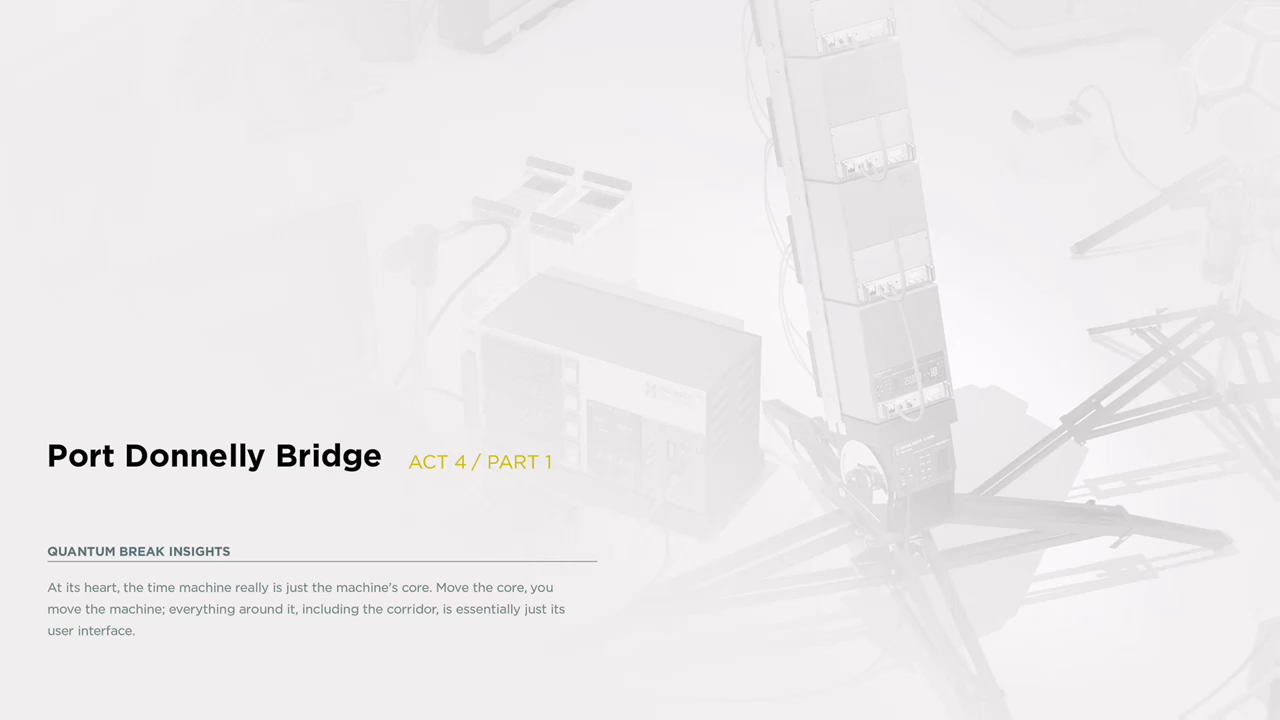 Port Donnelly Bridge ACT 4 / PART 1
QUANTUM BREAK INSIGHTS
At its heart, the time machine really is just the machine's core. Move the core, you
move the machine; everything around it, including the corridor, is essentially just its
user interface.